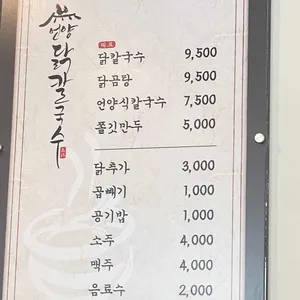 언양
닭칼국수
대표
닭칼국수 9,500
닭곰탕 9,500
언양식칼국수 7,500
쫄깃만두 5,000
닭추가 3,000
곱빼기 1,000
공기밥 1,000
소주 4,000
맥주 4,000
음료수 2,000